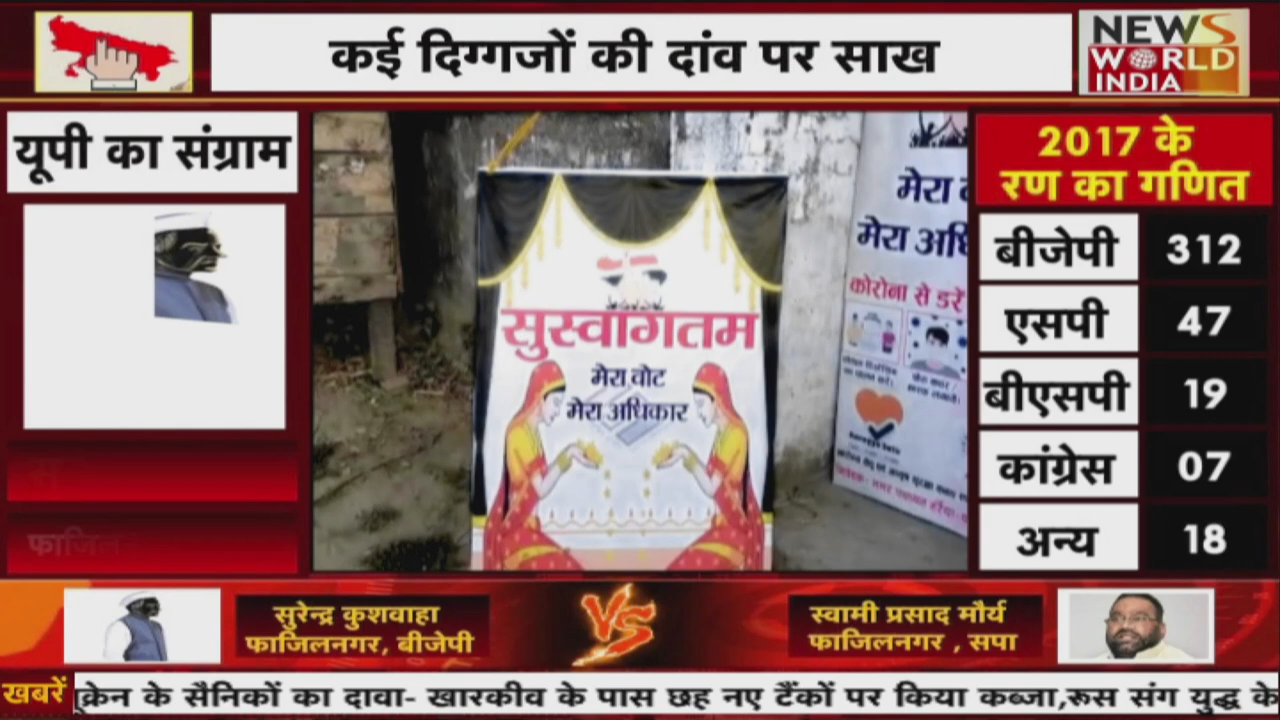 कई दिग्गजों की दांव पर साख
NEWS
WORLD
INDIA
यूपी का संग्राम
फाजिल
सुस्वागतम
मेरा वोट
मेरा अधिकार
मेरा
मेरा अधि
कोरोना से डरें
2017 के
रण का गणित
बीजेपी 312
एसपी 47
बीएसपी 19
कांग्रेस 07
अन्य 18
सुरेन्द्र कुशवाहा
फाजिलनगर, बीजेपी
VS
स्वामी प्रसाद मौर्य
फाजिलनगर , सपा
खबरें क्रेन के सैनिकों का दावा- खारकीव के पास छह नए टैंकों पर किया कब्जा,रूस संग युद्ध के